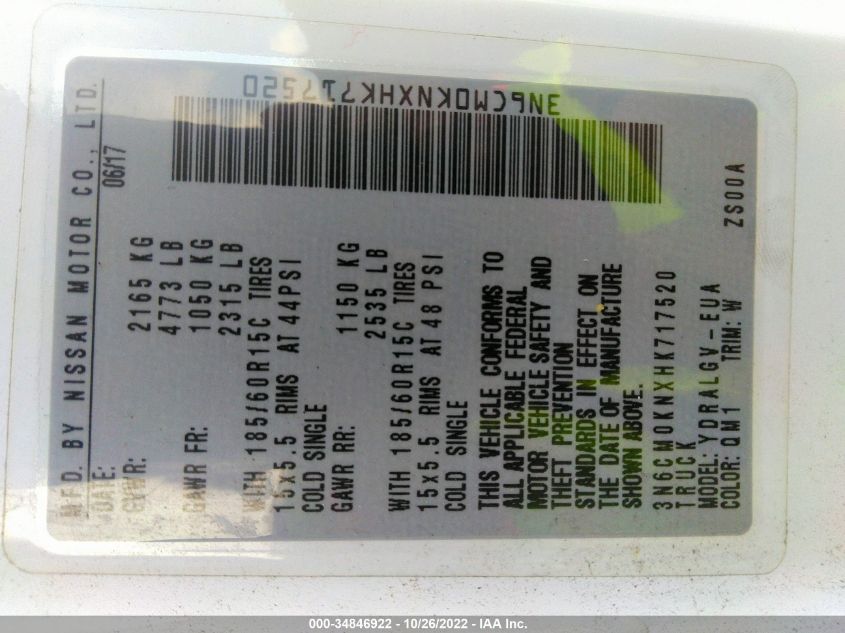 MFD. BY NISSAN MOTOR CO., LTD.
DATE: 06/17
GVWR: 2165 KG
4773 LB
GAWR FR: 1050 KG
2315 LB
WITH 185/60R15C TIRES
15x5.5 RIMS AT 44PSI
COLD SINGLE
GAWR RR: 1150 KG
2535 LB
WITH 185/60R15C TIRES
15x5.5 RIMS AT 48 PSI
COLD SINGLE
THIS VEHICLE CONFORMS TO
ALL APPLICABLE FEDERAL
MOTOR VEHICLE SAFETY AND
THEFT PREVENTION
STANDARDS IN EFFECT ON
THE DATE OF MANUFACTURE
SHOWN ABOVE.
3N6CM0KNXHK717520
TRUCK
MODEL: YDRALGV-EUA
COLOR: QM1 TRIM: W ZS00A
3N6CM0KNXHK717520
000-34846922 - 10/26/2022 - IAA Inc.